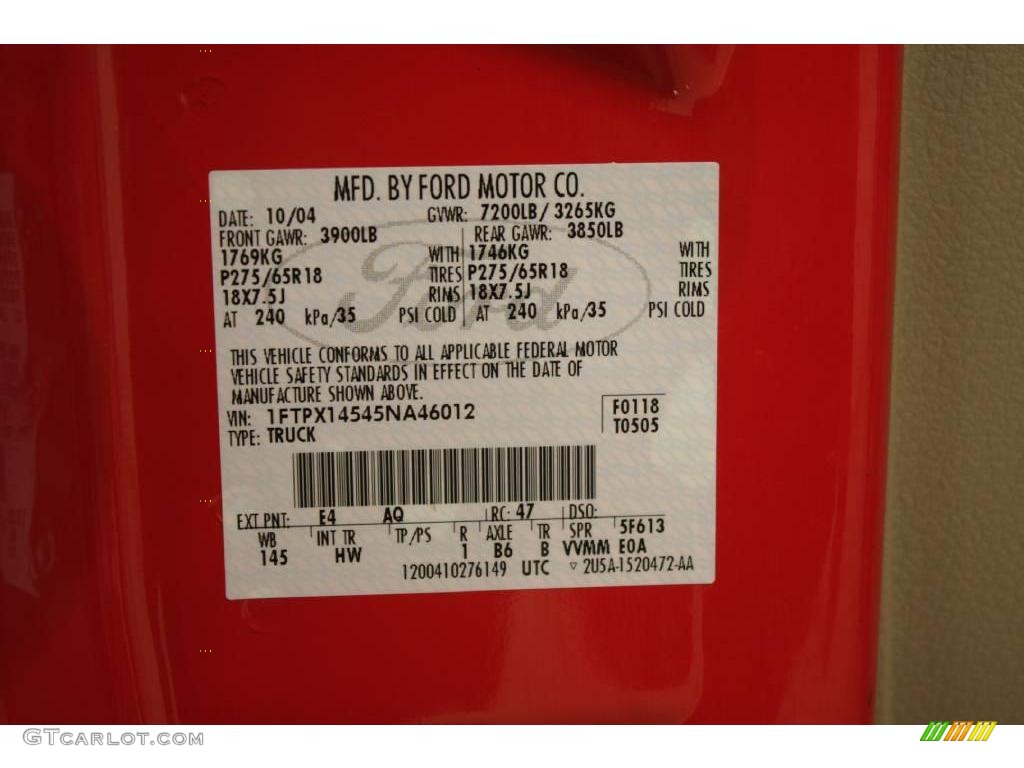 MFD. BY FORD MOTOR CO.
DATE: 10/04 GVWR: 7200LB/ 3265KG
FRONT GAWR: 3900LB REAR GAWR: 3850LB
1769KG WITH 1746KG WITH
P275/65R18 TIRES P275/65R18 TIRES
18X7.5J RIMS 18X7.5J RIMS
AT 240 kPa/35 PSI COLD AT 240 kPa/35 PSI COLD
Ford
THIS VEHICLE CONFORMS TO ALL APPLICABLE FEDERAL MOTOR
VEHICLE SAFETY STANDARDS IN EFFECT ON THE DATE OF
MANUFACTURE SHOWN ABOVE.
VIN: 1FTPX14545NA46012 F0118
TYPE: TRUCK T0505
EXT PNT: E4 AQ RC: 47 DSO:
WB INT TR TP/PS R AXLE TR SPR 5F613
145 HW 1 B6 B VVMM E0A
1200410276149 UTC ▽ 2U5A-1520472-AA
GTCARLOT.COM